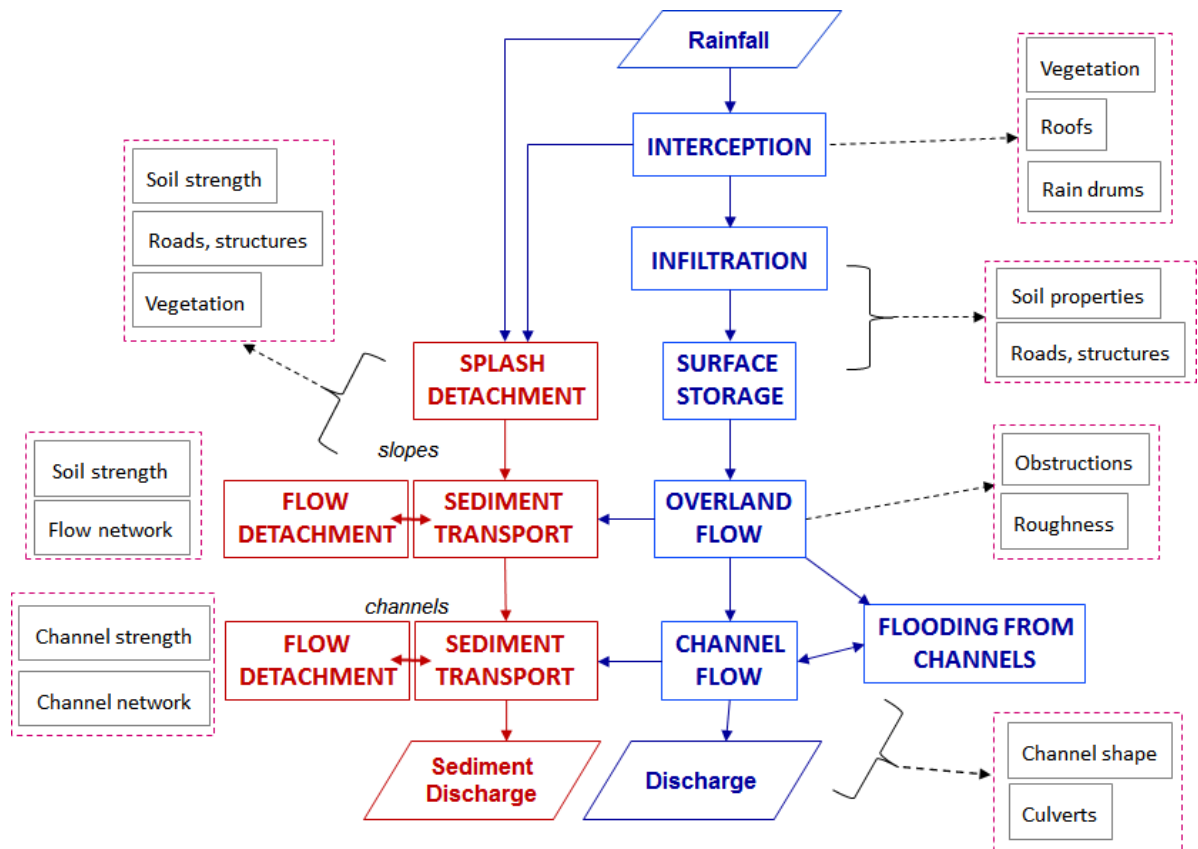 Rainfall
Vegetation
Roofs
Rain drums
INTERCEPTION
Soil strength
Roads, structures
Vegetation
INFILTRATION
Soil properties
Roads, structures
SPLASH
DETACHMENT
SURFACE
STORAGE
slopes
Soil strength
Flow network
FLOW
DETACHMENT
SEDIMENT
TRANSPORT
OVERLAND
FLOW
Obstructions
Roughness
channels
Channel strength
Channel network
FLOW
DETACHMENT
SEDIMENT
TRANSPORT
CHANNEL
FLOW
FLOODING FROM
CHANNELS
Sediment
Discharge
Discharge
Channel shape
Culverts